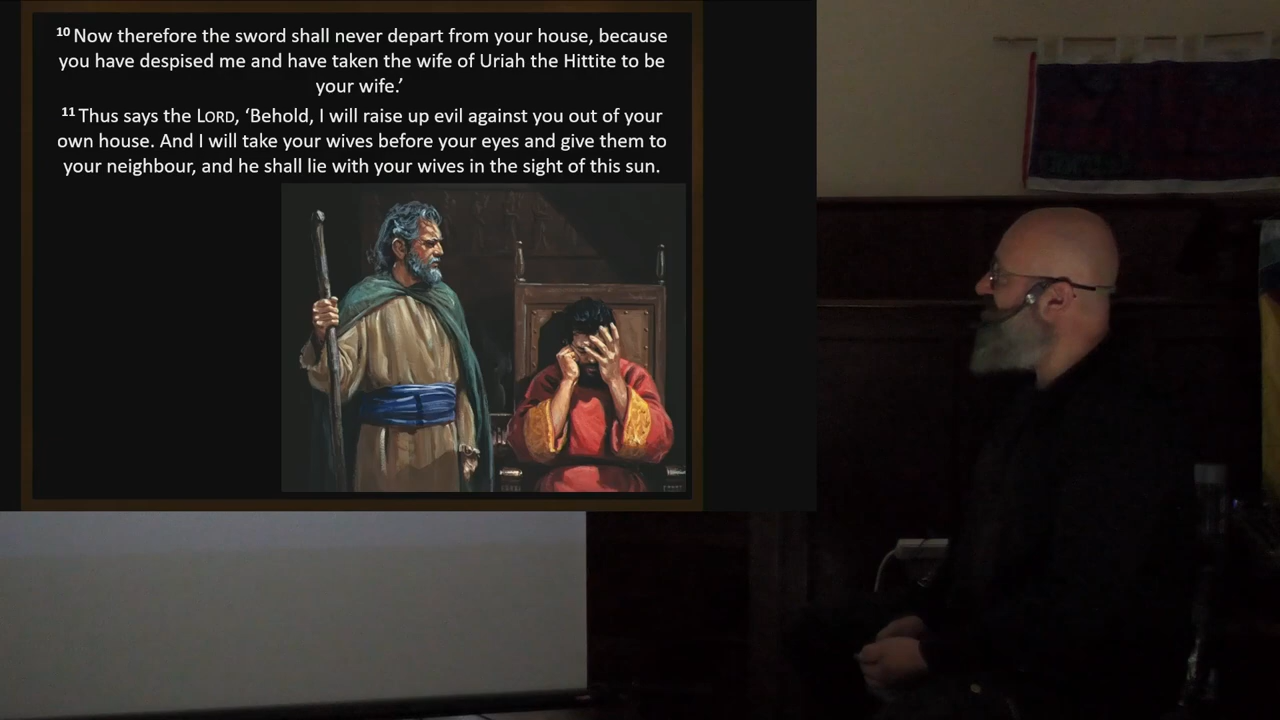 10 Now therefore the sword shall never depart from your house, because
you have despised me and have taken the wife of Uriah the Hittite to be
your wife.’
11 Thus says the LORD, ‘Behold, I will raise up evil against you out of your
own house. And I will take your wives before your eyes and give them to
your neighbour, and he shall lie with your wives in the sight of this sun.